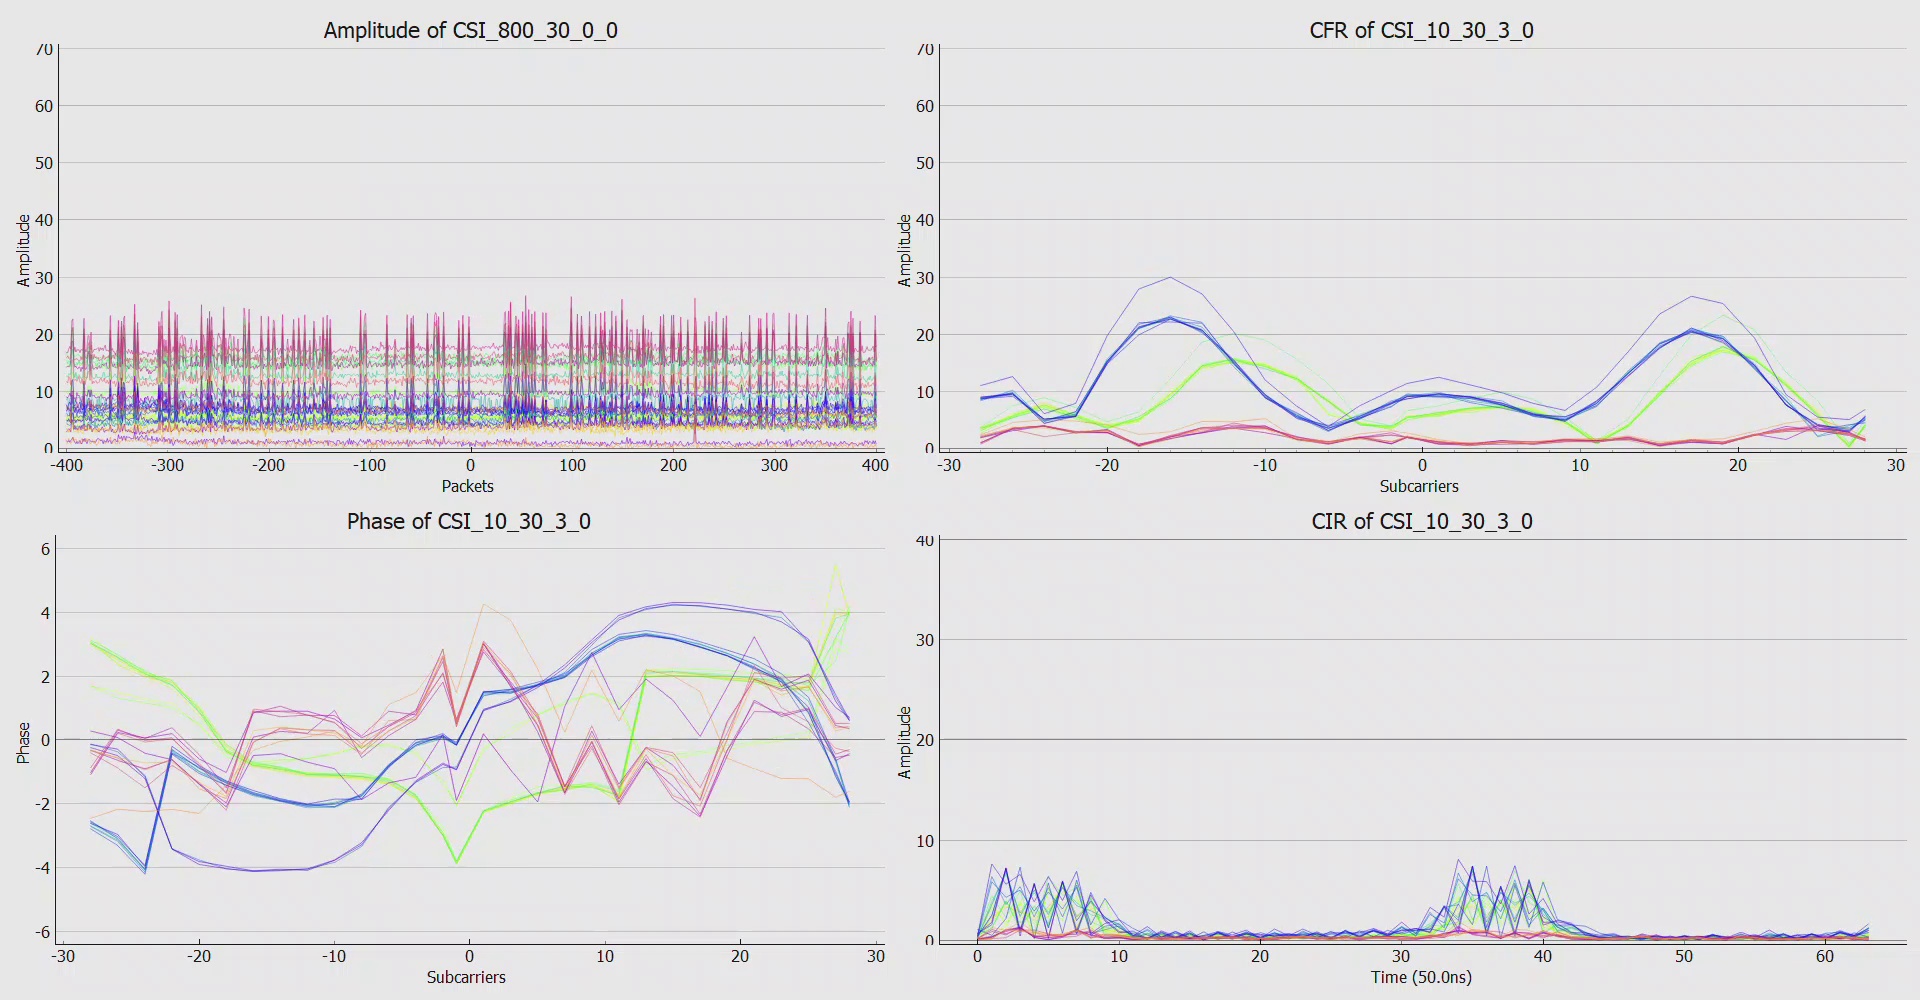 Amplitude of CSI_800_30_0_0
70
60
50
40
30
20
10
0
Amplitude
-400 -300 -200 -100 0 100 200 300 400
Packets
CFR of CSI_10_30_3_0
70
60
50
40
30
20
10
0
Amplitude
-30 -20 -10 0 10 20 30
Subcarriers
Phase of CSI_10_30_3_0
6
4
2
0
-2
-4
-6
Phase
-30 -20 -10 0 10 20 30
Subcarriers
CIR of CSI_10_30_3_0
40
30
20
10
0
Amplitude
0 10 20 30 40 50 60
Time (50.0ns)